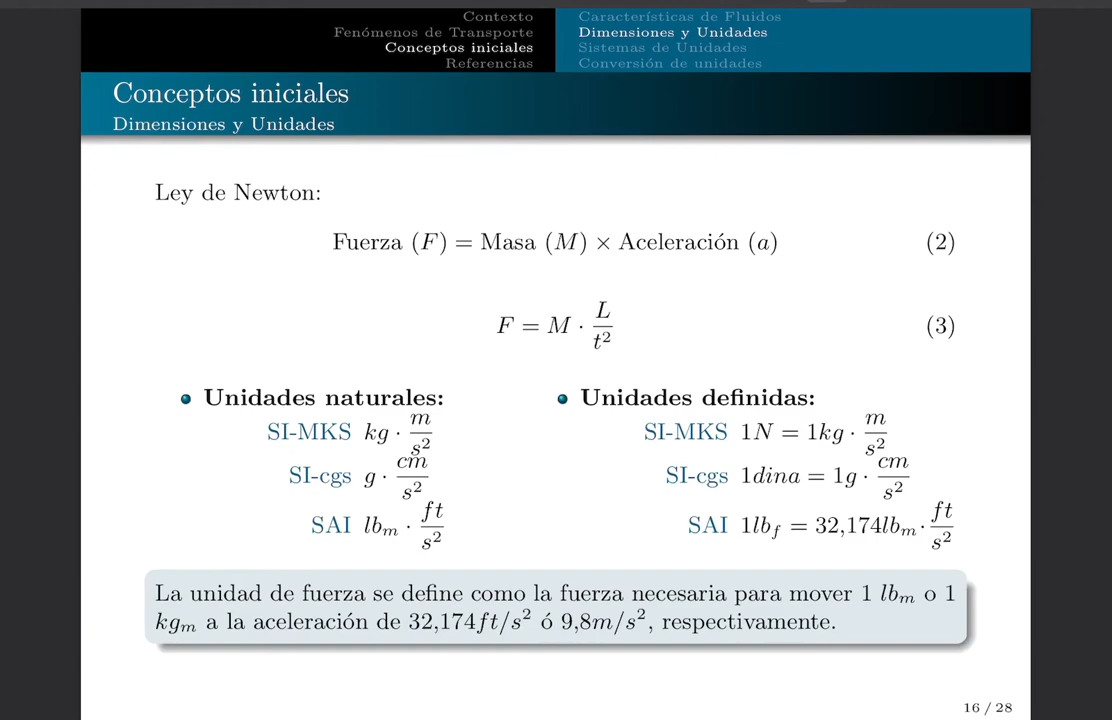 Contexto
Fenómenos de Transporte
Conceptos iniciales
Referencias
Características de Fluidos
Dimensiones y Unidades
Sistemas de Unidades
Conversión de unidades
Conceptos iniciales
Dimensiones y Unidades
Ley de Newton:
Fuerza (F) = Masa (M) × Aceleración (a) (2)
F = M · L/t² (3)
Unidades naturales:
SI-MKS kg · m/s²
SI-cgs g · cm/s²
SAI lbₘ · ft/s²
Unidades definidas:
SI-MKS 1N = 1kg · m/s²
SI-cgs 1dina = 1g · cm/s²
SAI 1lb_f = 32,174lbₘ · ft/s²
La unidad de fuerza se define como la fuerza necesaria para mover 1 lbₘ o 1
kgₘ a la aceleración de 32,174ft/s² ó 9,8m/s², respectivamente.
16 / 28